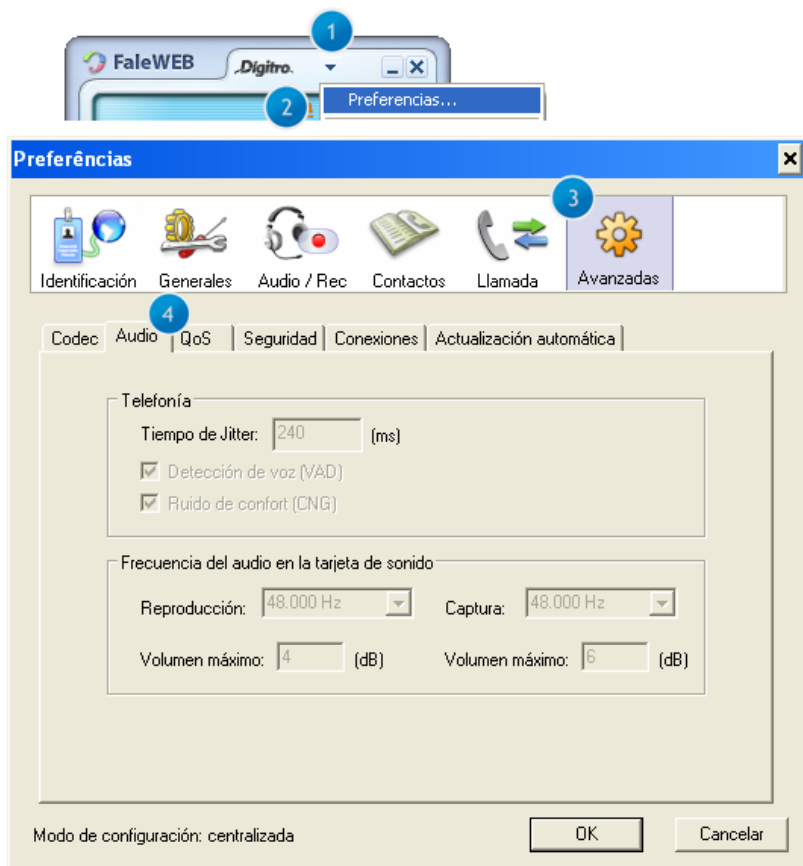 1
FaleWEB Digitro.
2 Preferencias...
Preferências
3
Identificación Generales Audio / Rec Contactos Llamada Avanzadas
4
Codec Audio QoS Seguridad Conexiones Actualización automática
Telefonía
Tiempo de Jitter: 240 (ms)
Detección de voz (VAD)
Ruido de confort (CNG)
Frecuencia del audio en la tarjeta de sonido
Reproducción: 48.000 Hz Captura: 48.000 Hz
Volumen máximo: 4 (dB) Volumen máximo: 6 (dB)
Modo de configuración: centralizada OK Cancelar